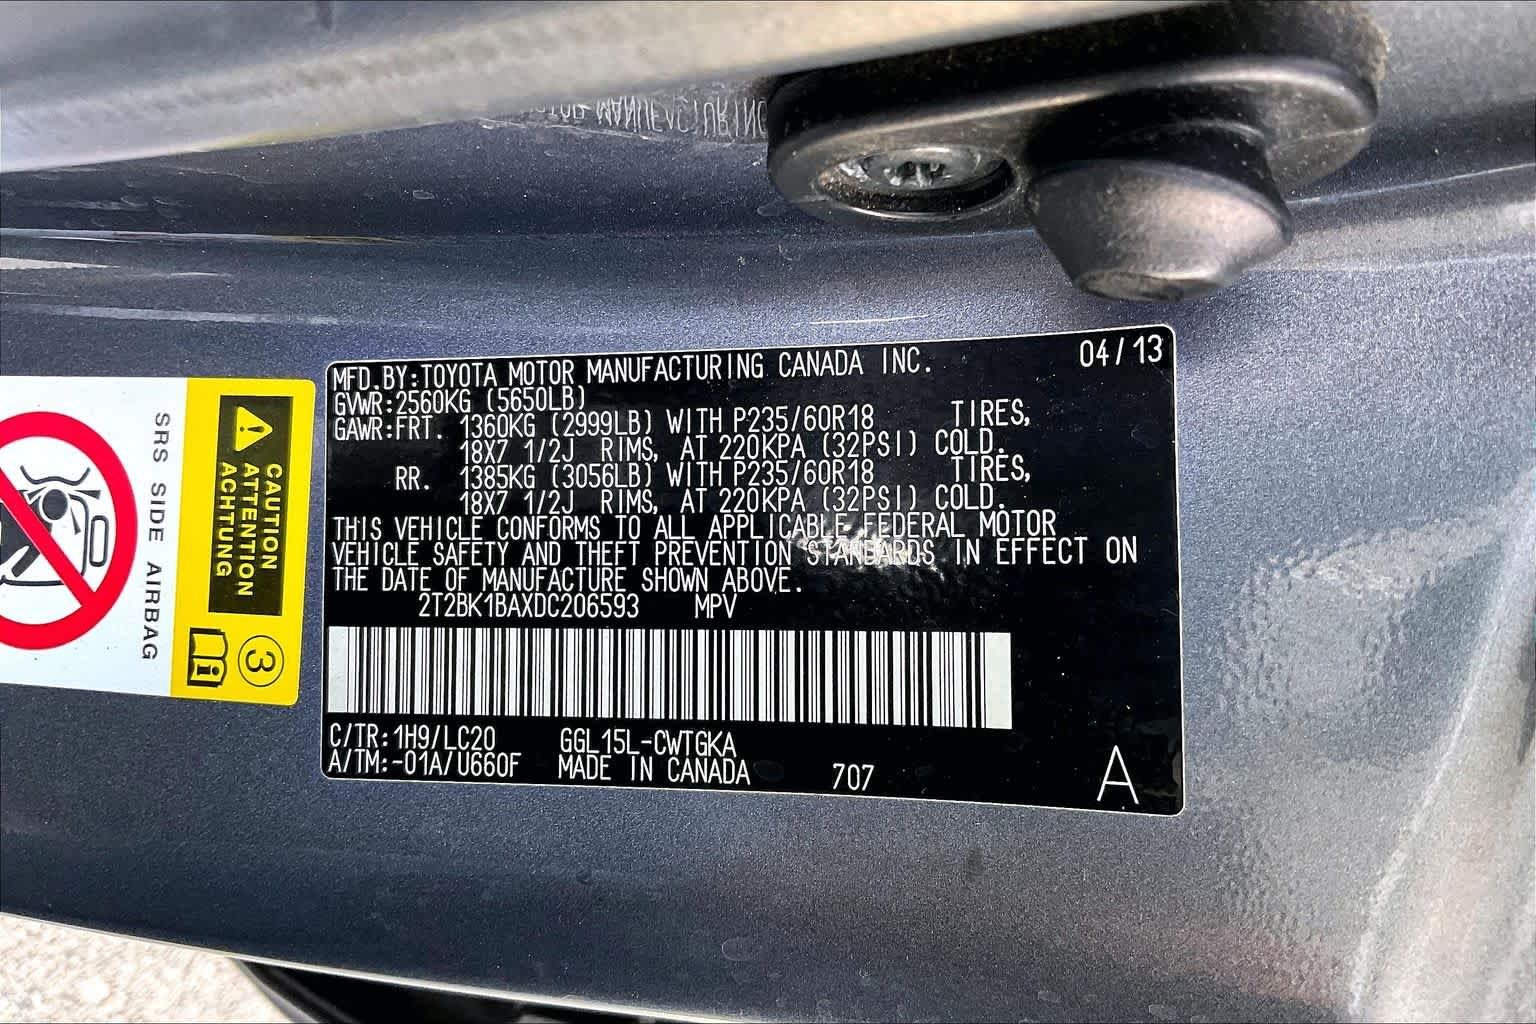 MFD.BY:TOYOTA MOTOR MANUFACTURING CANADA INC. 04/13
GVWR:2560KG (5650LB)
GAWR:FRT. 1360KG (2999LB) WITH P235/60R18 TIRES,
18X7 1/2J RIMS, AT 220KPA (32PSI) COLD.
RR. 1385KG (3056LB) WITH P235/60R18 TIRES,
18X7 1/2J RIMS, AT 220KPA (32PSI) COLD.
THIS VEHICLE CONFORMS TO ALL APPLICABLE FEDERAL MOTOR
VEHICLE SAFETY AND THEFT PREVENTION STANDARDS IN EFFECT ON
THE DATE OF MANUFACTURE SHOWN ABOVE.
2T2BK1BAXDC206593 MPV
C/TR:1H9/LC20 GGL15L-CWTGKA
A/TM:-01A/U660F MADE IN CANADA 707 A
SRS SIDE AIRBAG
CAUTION
ATTENTION
ACHTUNG
3
i
MANUFACTURING